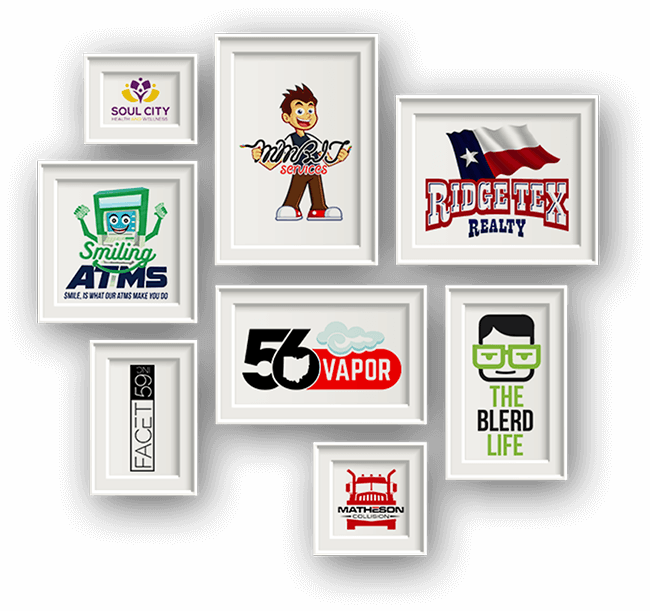 SOUL CITY
HEALTH AND WELLNESS
services
RIDGE TEX
REALTY
Smiling
ATMS
SMILE, IS WHAT OUR ATMS MAKE YOU DO
56
VAPOR
THE
BLERD
LIFE
FACET 59 INC
MATHESON
COLLISION